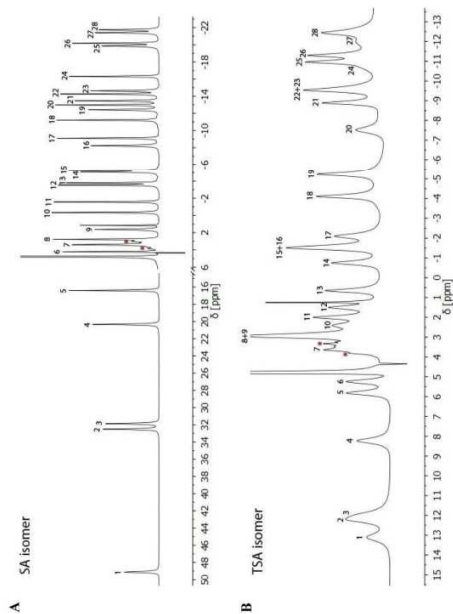 A
SA isomer
1 2 3 4 5 6 * 7 * 8 9 10 11 12 13 14 15 16 17 18 19 20 21 22 23 24 25 26 27 28
50 48 46 44 42 40 38 36 34 32 30 28 26 24 22 20 18 16 6 2 -2 -6 -10 -14 -18 -22
δ [ppm]
B
TSA isomer
1 2 3 4 5 6 * 7 * 8+9 10 11 12 13 14 15+16 17 18 19 20 21 22+23 24 25 26 27 28
15 14 13 12 11 10 9 8 7 6 5 4 3 2 1 0 -1 -2 -3 -4 -5 -6 -7 -8 -9 -10 -11 -12 -13
δ [ppm]